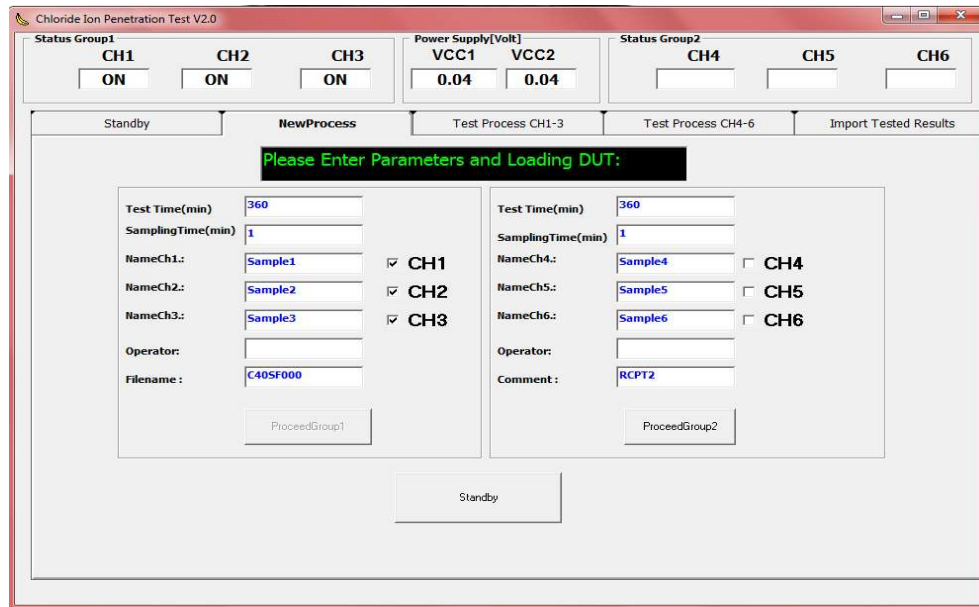 Chloride Ion Penetration Test V2.0
Status Group1 Power Supply[Volt] Status Group2
CH1 CH2 CH3 VCC1 VCC2 CH4 CH5 CH6
ON ON ON 0.04 0.04
Standby NewProcess Test Process CH1-3 Test Process CH4-6 Import Tested Results
Please Enter Parameters and Loading DUT:
Test Time(min) 360
SamplingTime(min) 1
NameCh1.: Sample1 CH1
NameCh2.: Sample2 CH2
NameCh3.: Sample3 CH3
Operator:
Filename : C40SF000
ProceedGroup1
Test Time(min) 360
SamplingTime(min) 1
NameCh4.: Sample4 CH4
NameCh5.: Sample5 CH5
NameCh6.: Sample6 CH6
Operator:
Comment : RCPT2
ProceedGroup2
Standby